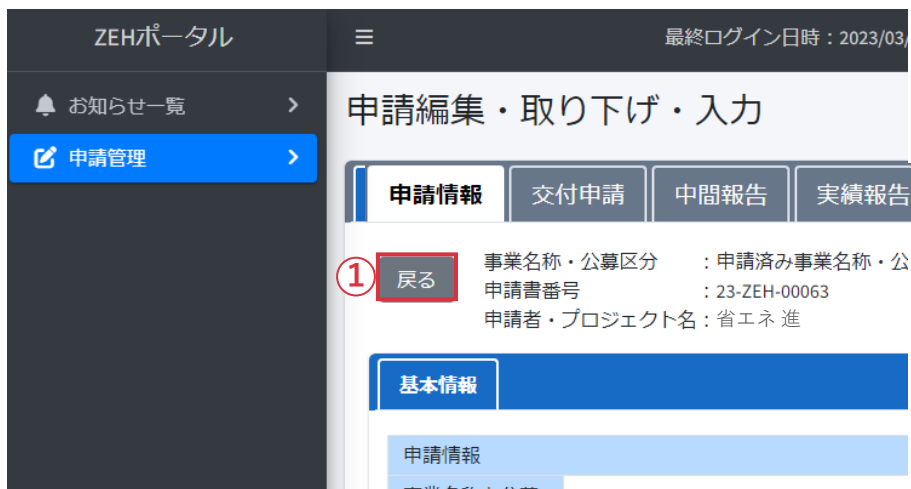 ZEHポータル
最終ログイン日時：2023/03/
お知らせ一覧
申請管理
申請編集・取り下げ・入力
申請情報 交付申請 中間報告 実績報告
① 戻る
事業名称・公募区分 ：申請済み事業名称・公
申請書番号 ：23-ZEH-00063
申請者・プロジェクト名：省エネ 進
基本情報
申請情報